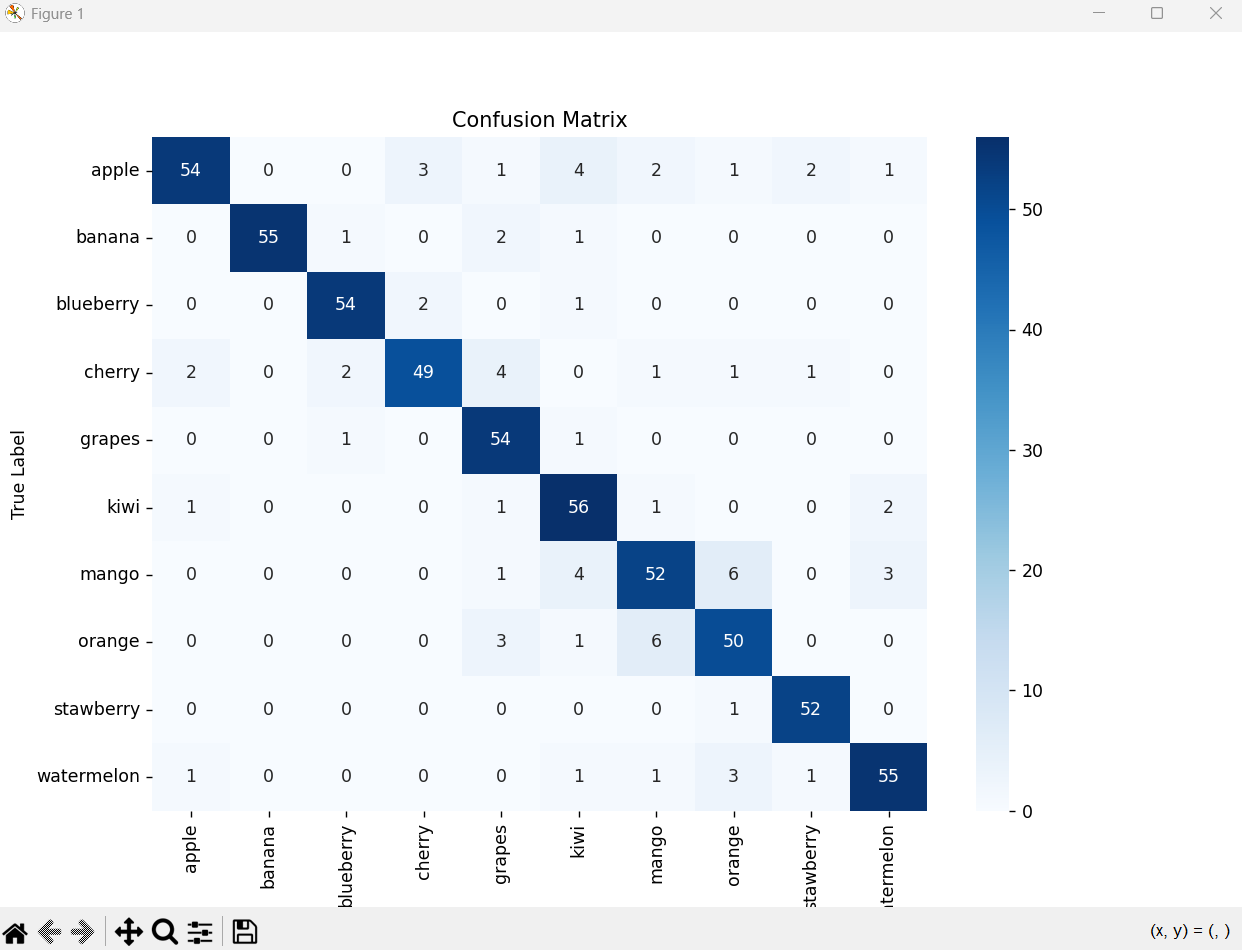 Figure 1
Confusion Matrix
apple 54 0 0 3 1 4 2 1 2 1
banana 0 55 1 0 2 1 0 0 0 0
blueberry 0 0 54 2 0 1 0 0 0 0
cherry 2 0 2 49 4 0 1 1 1 0
grapes 0 0 1 0 54 1 0 0 0 0
kiwi 1 0 0 0 1 56 1 0 0 2
mango 0 0 0 0 1 4 52 6 0 3
orange 0 0 0 0 3 1 6 50 0 0
stawberry 0 0 0 0 0 0 0 1 52 0
watermelon 1 0 0 0 0 1 1 3 1 55
True Label
apple banana blueberry cherry grapes kiwi mango orange stawberry termelon
50
40
30
20
10
0
(x, y) = (, )